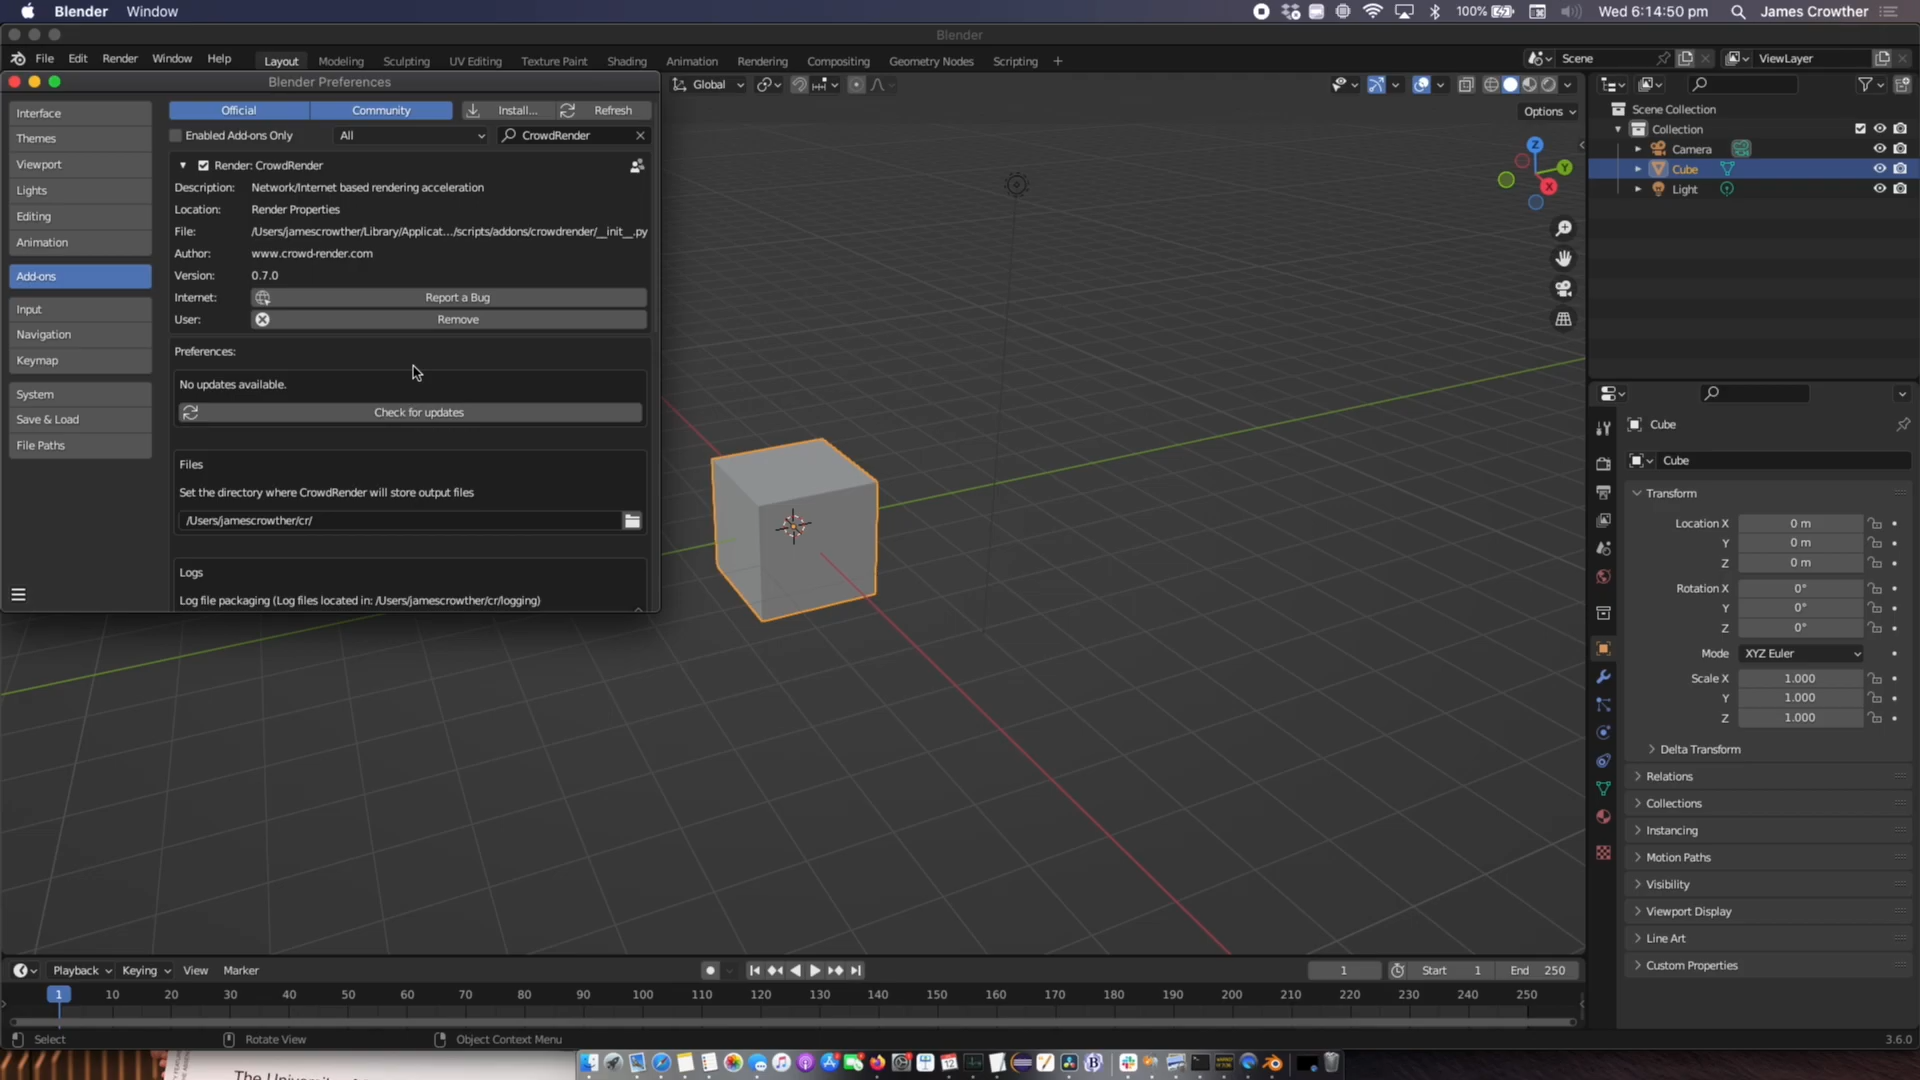 Blender Window 100% Wed 6:14:50 pm James Crowther
Blender
File Edit Render Window Help Layout Modeling Sculpting UV Editing Texture Paint Shading Animation Rendering Compositing Geometry Nodes Scripting + Scene ViewLayer
Blender Preferences
Global
Options
Interface
Themes
Viewport
Lights
Editing
Animation
Add-ons
Input
Navigation
Keymap
System
Save & Load
File Paths
Official Community Install... Refresh
Enabled Add-ons Only All CrowdRender
Render: CrowdRender
Description: Network/Internet based rendering acceleration
Location: Render Properties
File: /Users/jamescrowther/Library/Applicat.../scripts/addons/crowdrender/__init__.py
Author: www.crowd-render.com
Version: 0.7.0
Internet: Report a Bug
User: Remove
Preferences:
No updates available.
Check for updates
Files
Set the directory where CrowdRender will store output files
/Users/jamescrowther/cr/
Logs
Log file packaging (Log files located in: /Users/jamescrowther/cr/logging)
Z
Y
X
Scene Collection
Collection
Camera
Cube
Light
Cube
Cube
Transform
Location X 0 m
Y 0 m
Z 0 m
Rotation X 0°
Y 0°
Z 0°
Mode XYZ Euler
Scale X 1.000
Y 1.000
Z 1.000
Delta Transform
Relations
Collections
Instancing
Motion Paths
Visibility
Viewport Display
Line Art
Custom Properties
Playback Keying View Marker 1 Start 1 End 250
1 10 20 30 40 50 60 70 80 90 100 110 120 130 140 150 160 170 180 190 200 210 220 230 240 250
Select Rotate View Object Context Menu 3.6.0
The University